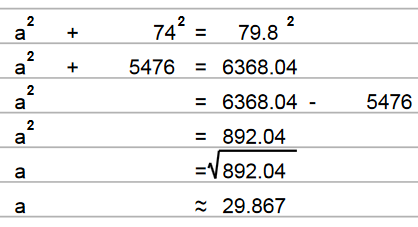 a² + 74² = 79.8²
a² + 5476 = 6368.04
a² = 6368.04 - 5476
a² = 892.04
a =√892.04
a ≈ 29.867